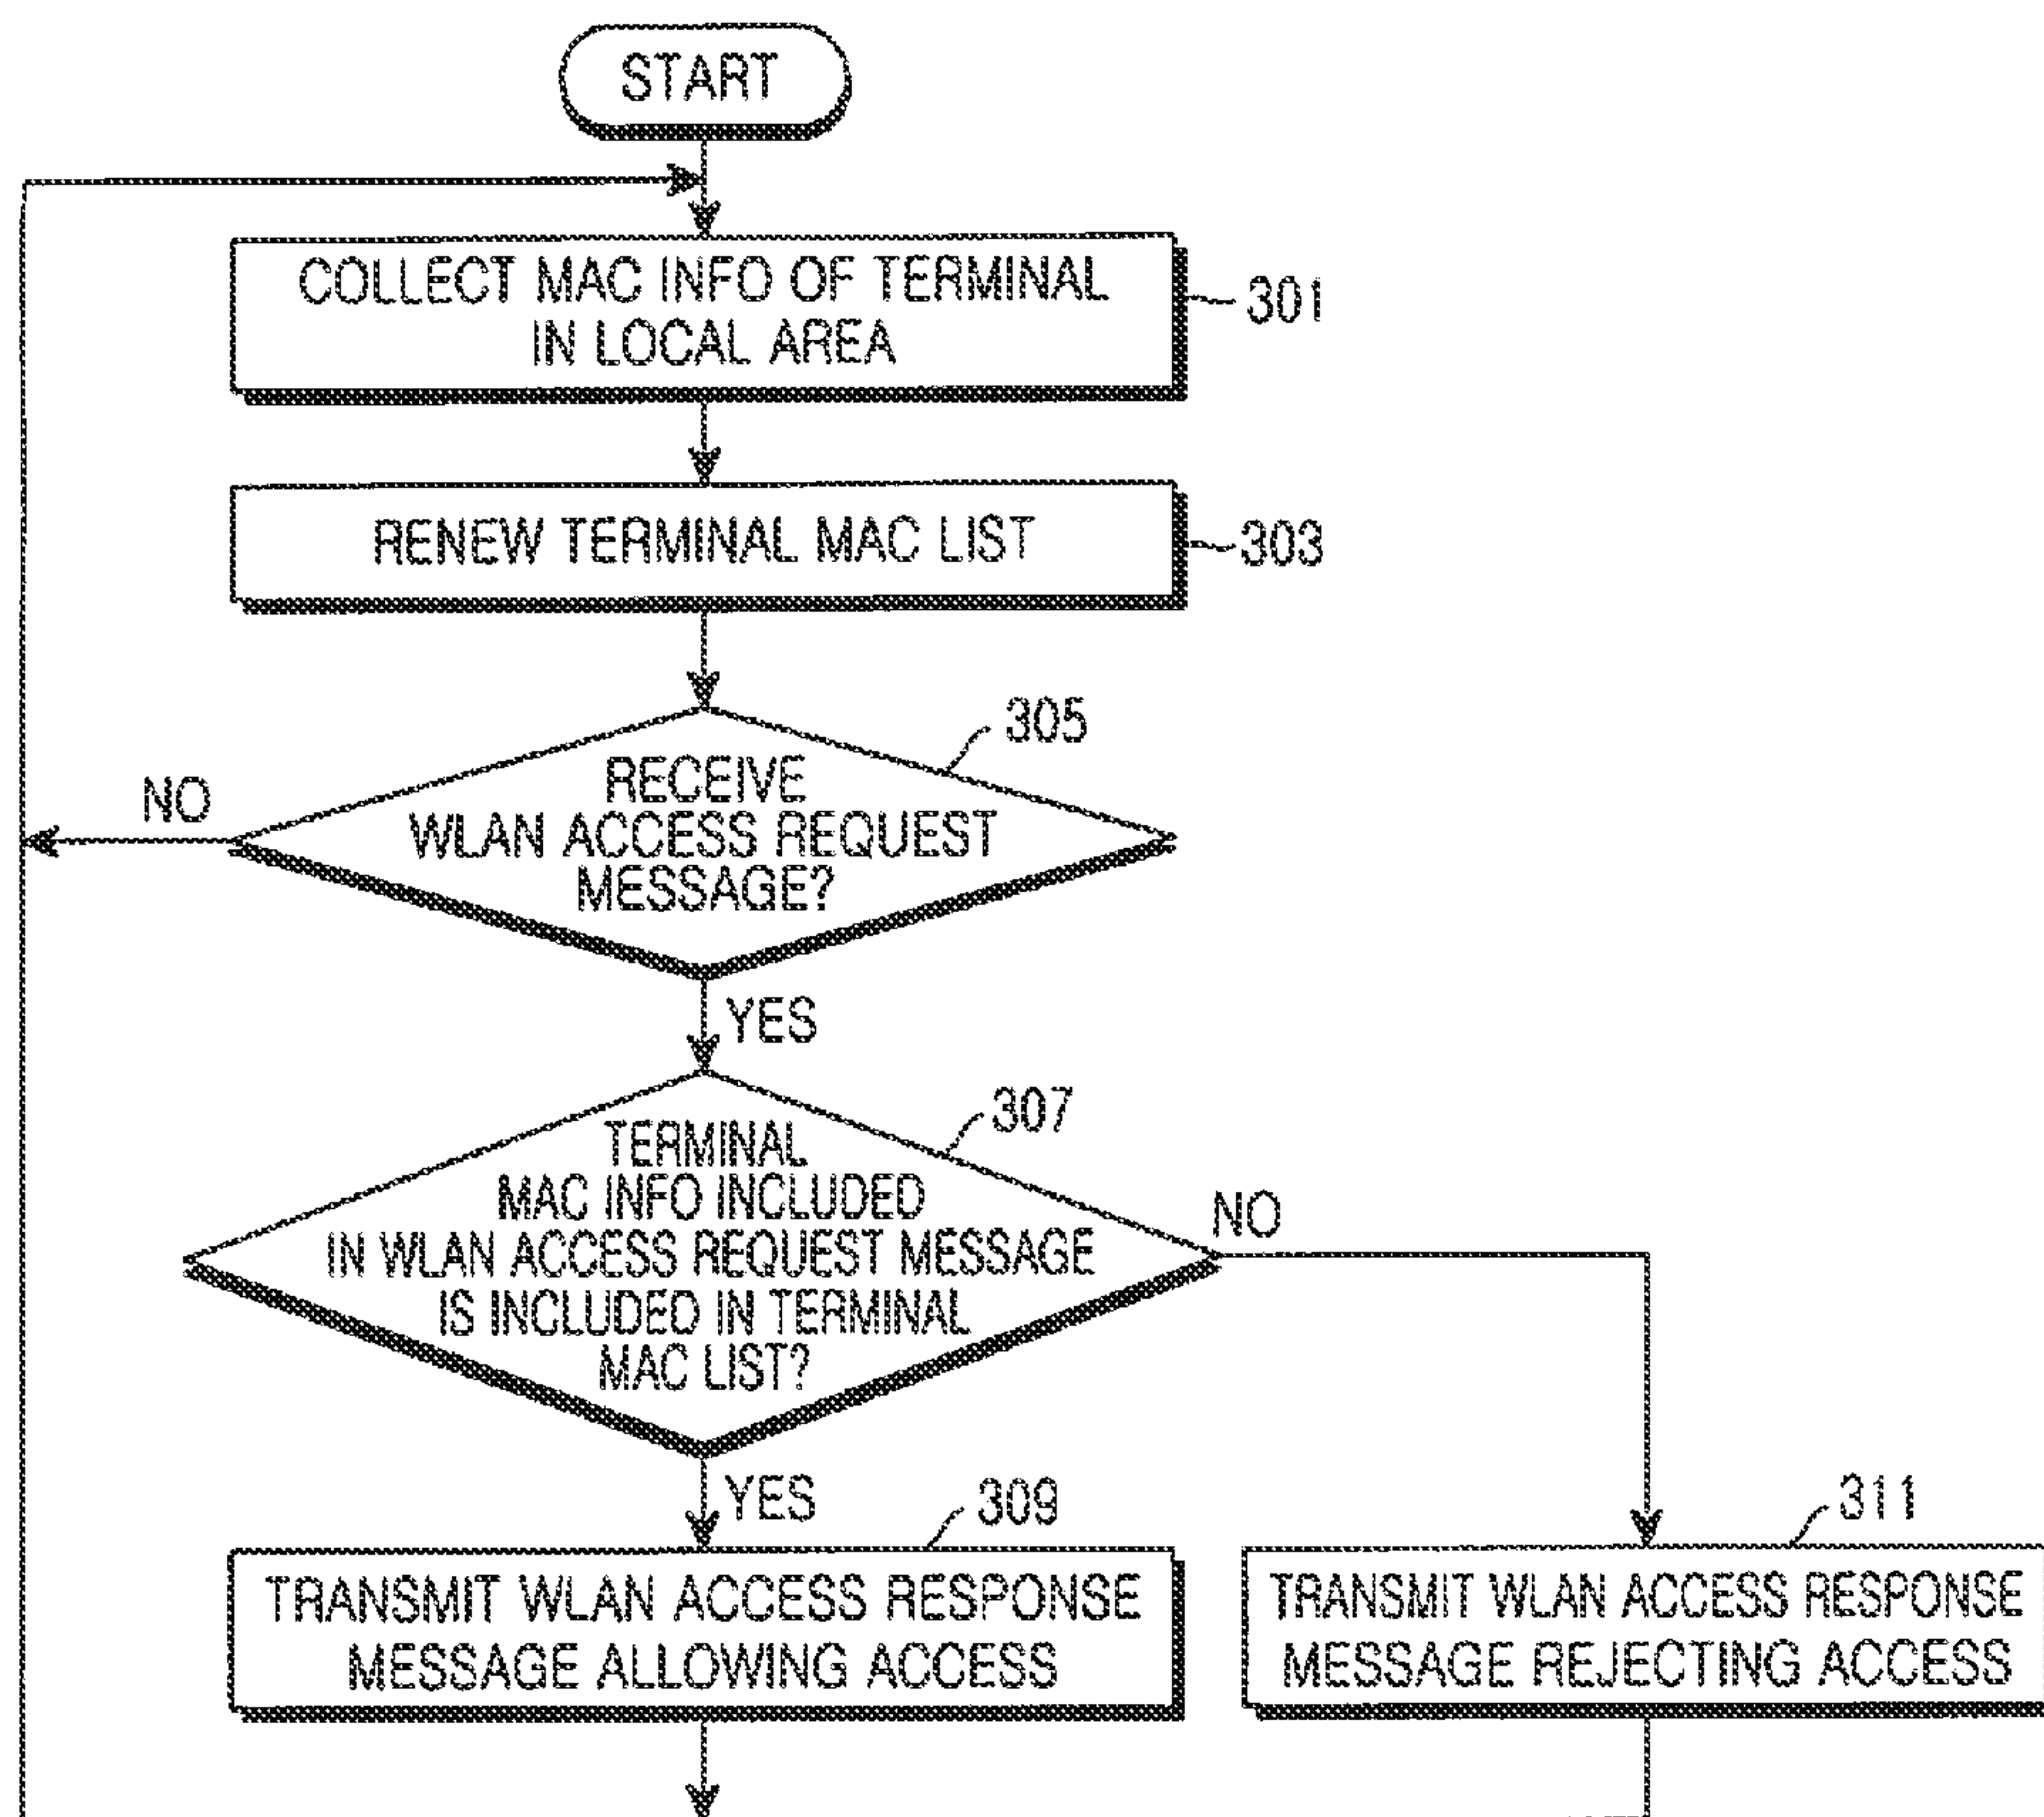 START
COLLECT MAC INFO OF TERMINAL
IN LOCAL AREA
301
RENEW TERMINAL MAC LIST
303
305
RECEIVE
WLAN ACCESS REQUEST
MESSAGE?
NO
YES
307
TERMINAL
MAC INFO INCLUDED
IN WLAN ACCESS REQUEST MESSAGE
IS INCLUDED IN TERMINAL
MAC LIST?
NO
YES
309
TRANSMIT WLAN ACCESS RESPONSE
MESSAGE ALLOWING ACCESS
311
TRANSMIT WLAN ACCESS RESPONSE
MESSAGE REJECTING ACCESS